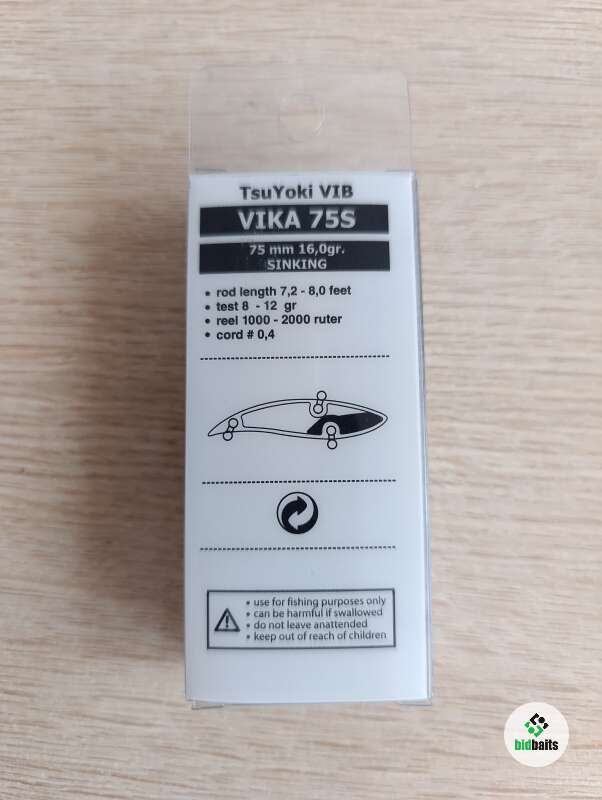 TsuYoki VIB
VIKA 75S
75 mm 16,0gr.
SINKING
• rod length 7,2 - 8,0 feet
• test 8 - 12 gr
• reel 1000 - 2000 ruter
• cord # 0,4
• use for fishing purposes only
• can be harmful if swallowed
• do not leave anattended
• keep out of reach of children
bidbaits